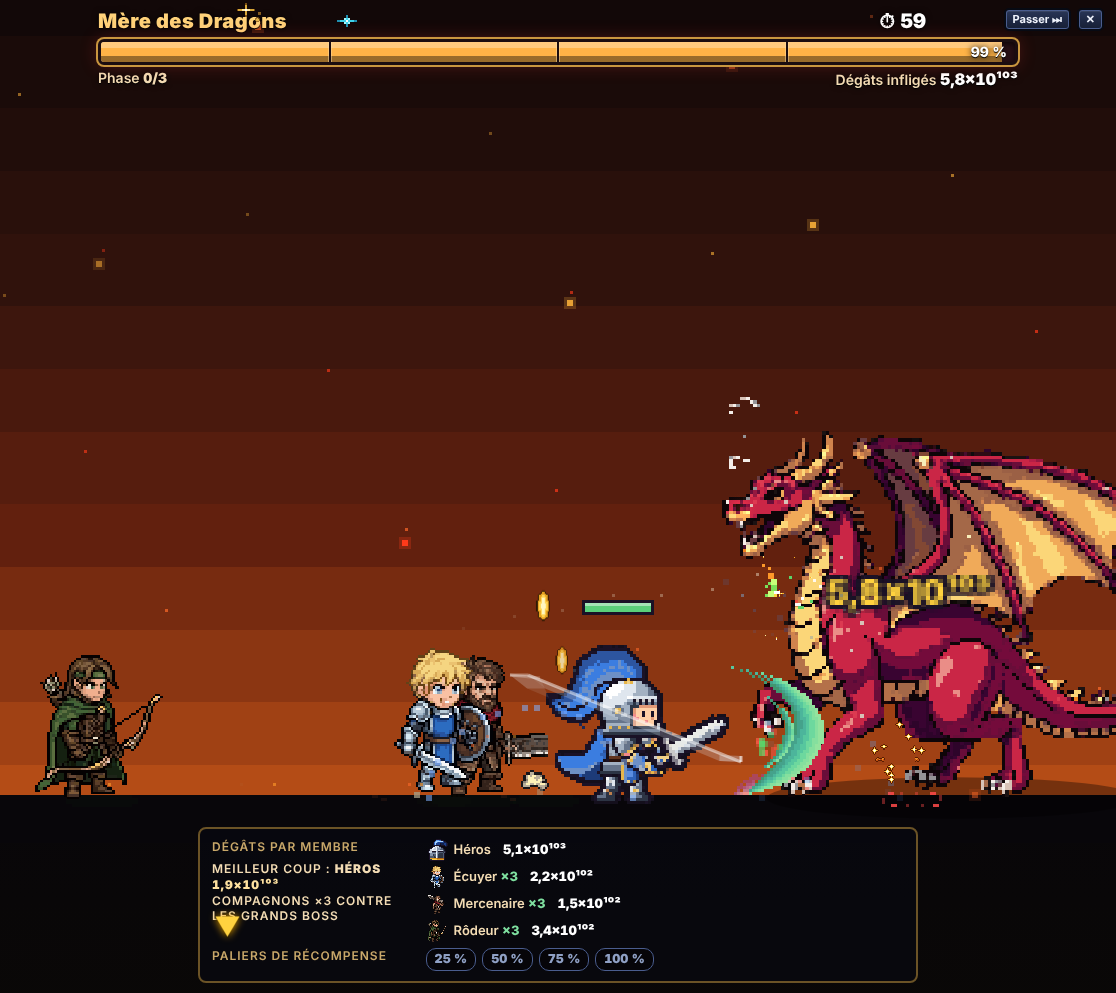 Mère des Dragons
59
Passer
99 %
Phase 0/3
Dégâts infligés 5,8×10¹⁰³
5,8×10¹⁰³
DÉGÂTS PAR MEMBRE
MEILLEUR COUP : HÉROS
1,9×10¹⁰³
COMPAGNONS ×3 CONTRE
LES GRANDS BOSS
Héros 5,1×10¹⁰³
Écuyer ×3 2,2×10¹⁰²
Mercenaire ×3 1,5×10¹⁰²
Rôdeur ×3 3,4×10¹⁰²
PALIERS DE RÉCOMPENSE
25 % 50 % 75 % 100 %